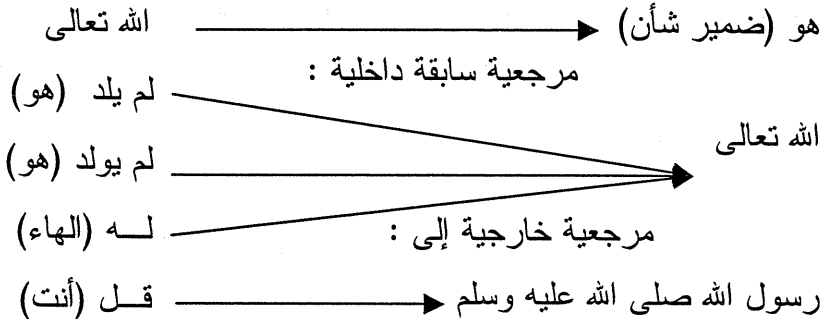 هو (ضمير شأن) الله تعالى
مرجعية سابقة داخلية :
لم يلد (هو)
الله تعالى
لم يولد (هو)
لــه (الهاء)
مرجعية خارجية إلى :
رسول الله صلى الله عليه وسلم قــل (أنت)